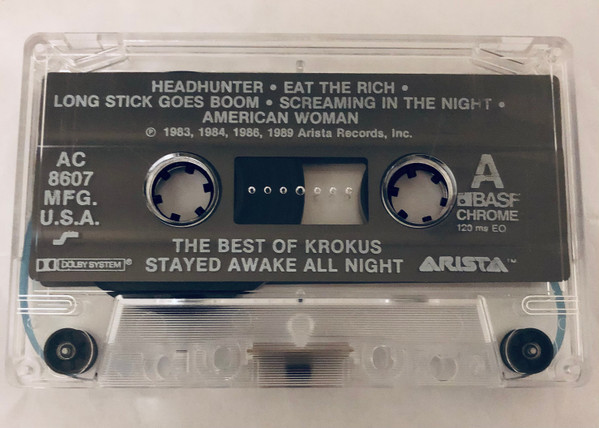 HEADHUNTER • EAT THE RICH •
LONG STICK GOES BOOM • SCREAMING IN THE NIGHT •
AMERICAN WOMAN
℗ 1983, 1984, 1986, 1989 Arista Records, Inc.
AC
8607
MFG.
U.S.A.
A
BASF
CHROME
120 ms EQ
THE BEST OF KROKUS
DOLBY SYSTEM® STAYED AWAKE ALL NIGHT ARISTA™